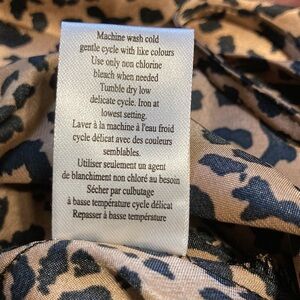 Machine wash cold
gentle cycle with like colours
Use only non chlorine
bleach when needed
Tumble dry low
delicate cycle. Iron at
lowest setting.
Laver à la machine à l'eau froid
cycle délicat avec des couleurs
semblables.
Utiliser seulement un agent
de blanchiment non chloré au besoin
Sécher par culbutage
à basse température cycle délicat
Repasser à basse température